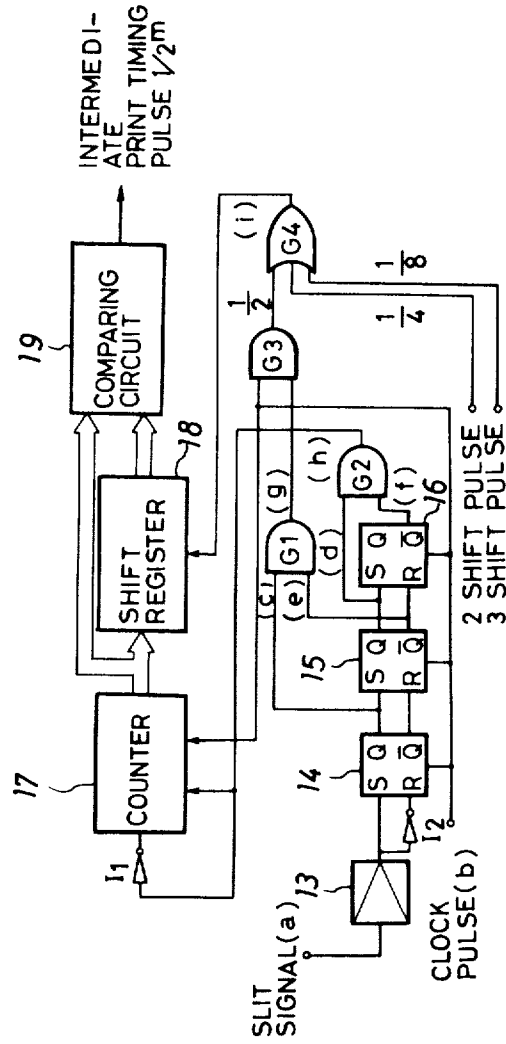 INTERMEDI-
ATE
PRINT TIMING
PULSE 1/2m
19
COMPARING
CIRCUIT
18
SHIFT
REGISTER
17
COUNTER
I1
(i)
G4
1/2
G3
1/4
1/8
(g)
(h)
G1
G2
(c)
(e)
(d)
(f)
16
S Q
R Q̅
15
S Q
R Q̅
14
S Q
R Q̅
13
I2
SLIT
SIGNAL(a)
CLOCK
PULSE(b)
2 SHIFT PULSE
3 SHIFT PULSE